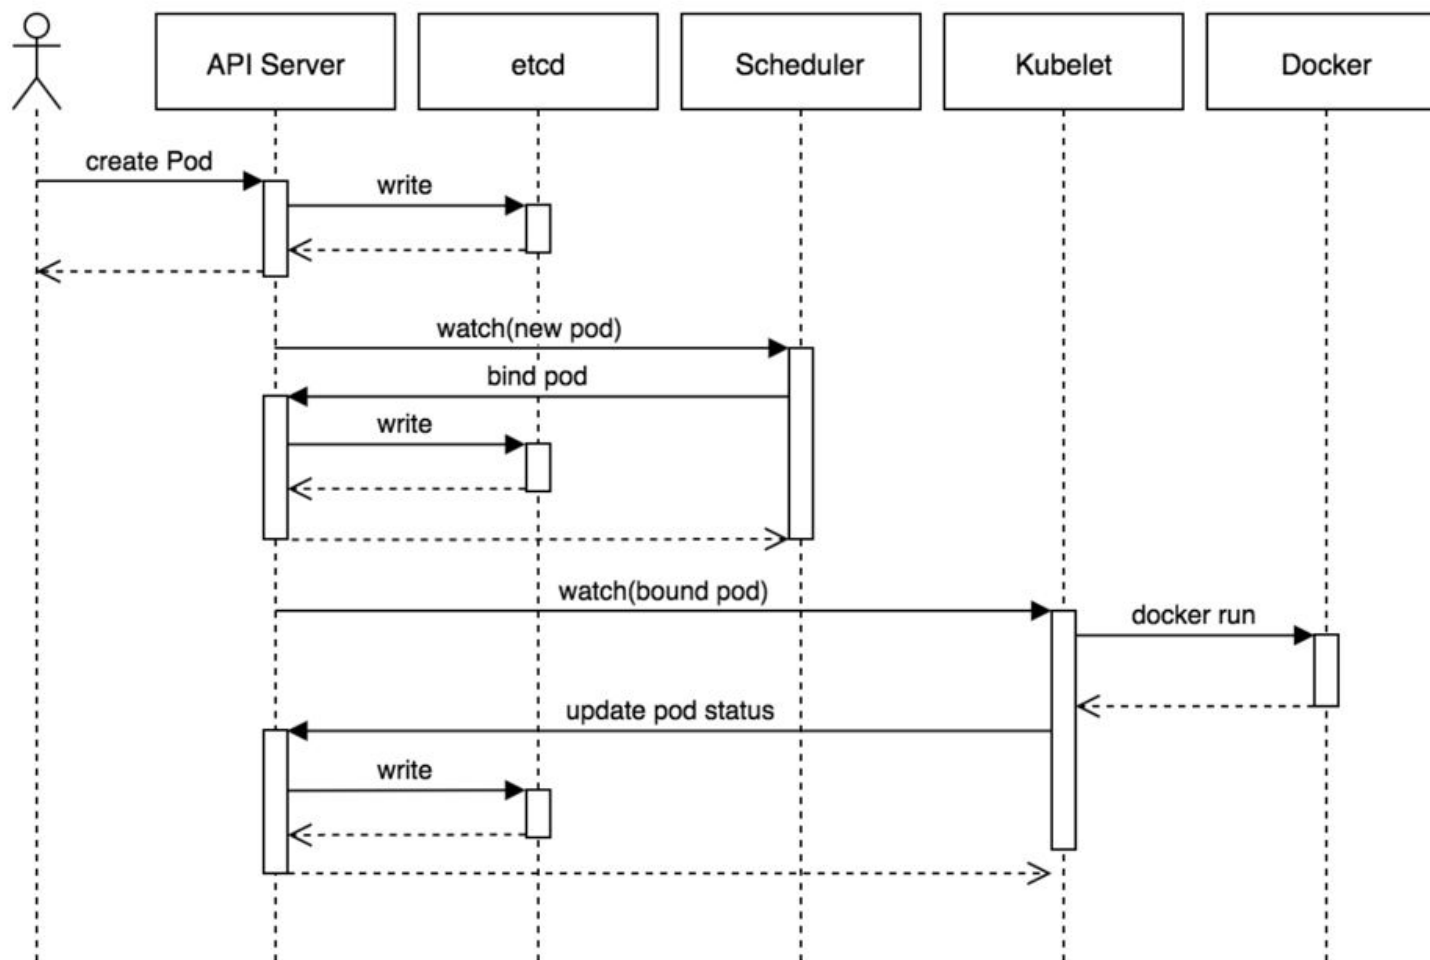 API Server
etcd
Scheduler
Kubelet
Docker
create Pod
write
watch(new pod)
bind pod
write
watch(bound pod)
docker run
update pod status
write